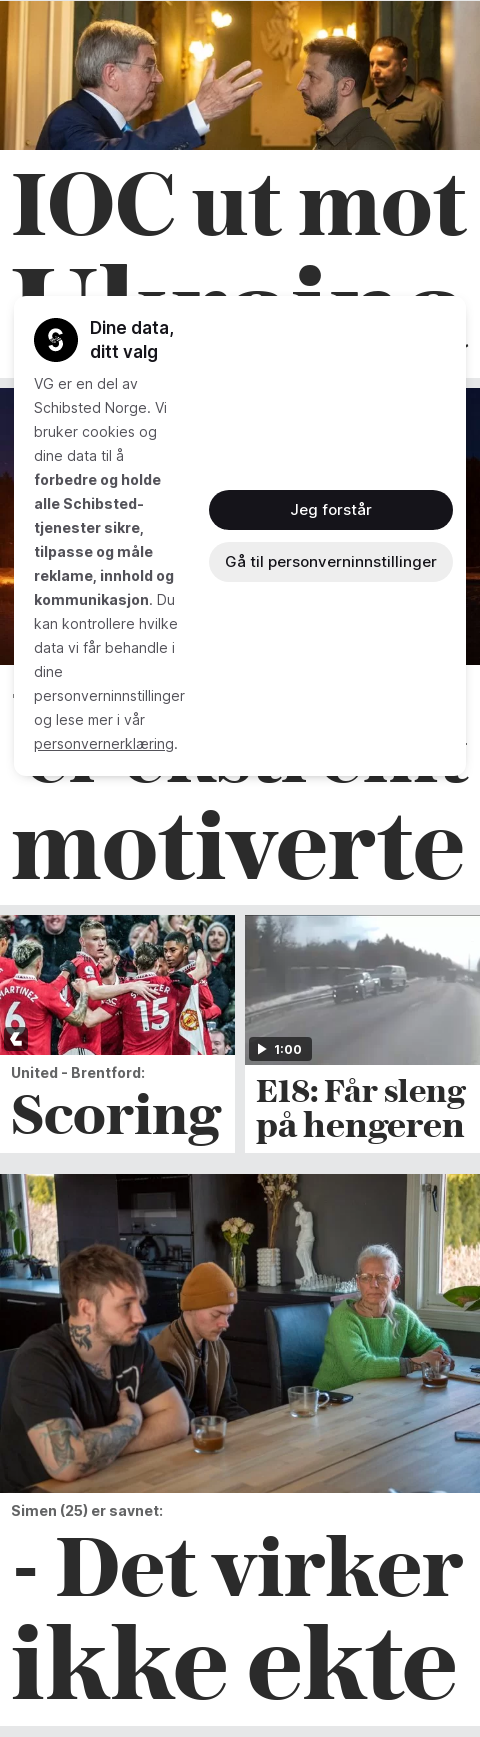 IOC ut mot
Dine data,
ditt valg
VG er en del av
Schibsted Norge. Vi
bruker cookies og
dine data til å
forbedre og holde
alle Schibsted-
tjenester sikre,
tilpasse og måle
reklame, innhold og
kommunikasjon. Du
kan kontrollere hvilke
data vi får behandle i
dine
personverninnstillinger
og lese mer i vår
personvernerklæring.
Jeg forstår
Gå til personverninnstillinger
motiverte
MARTINEZ
6
15
1:00
United - Brentford:
Scoring
E18: Får sleng
på hengeren
Simen (25) er savnet:
- Det virker
ikke ekte